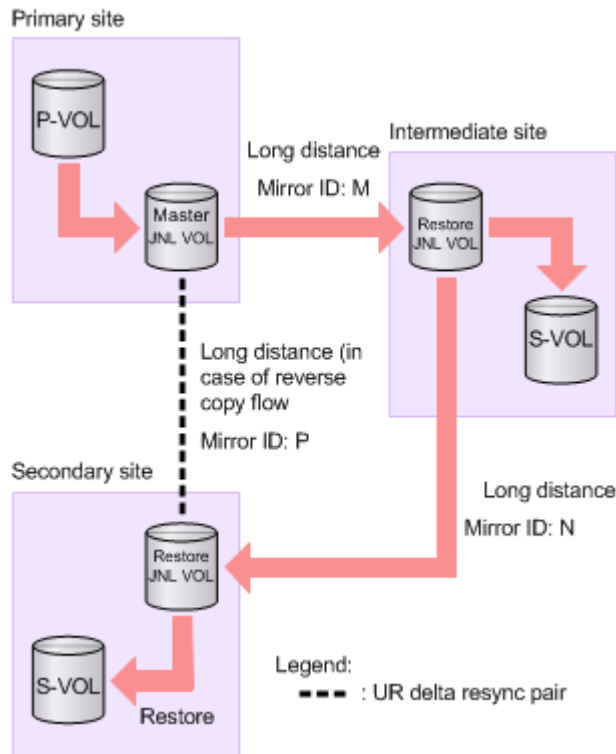 Primary site
P-VOL
Master
JNL VOL
Long distance
Mirror ID: M
Intermediate site
Restore
JNL VOL
S-VOL
Long distance (in
case of reverse
copy flow
Mirror ID: P
Long distance
Mirror ID: N
Secondary site
Restore
JNL VOL
S-VOL
Restore
Legend:
: UR delta resync pair